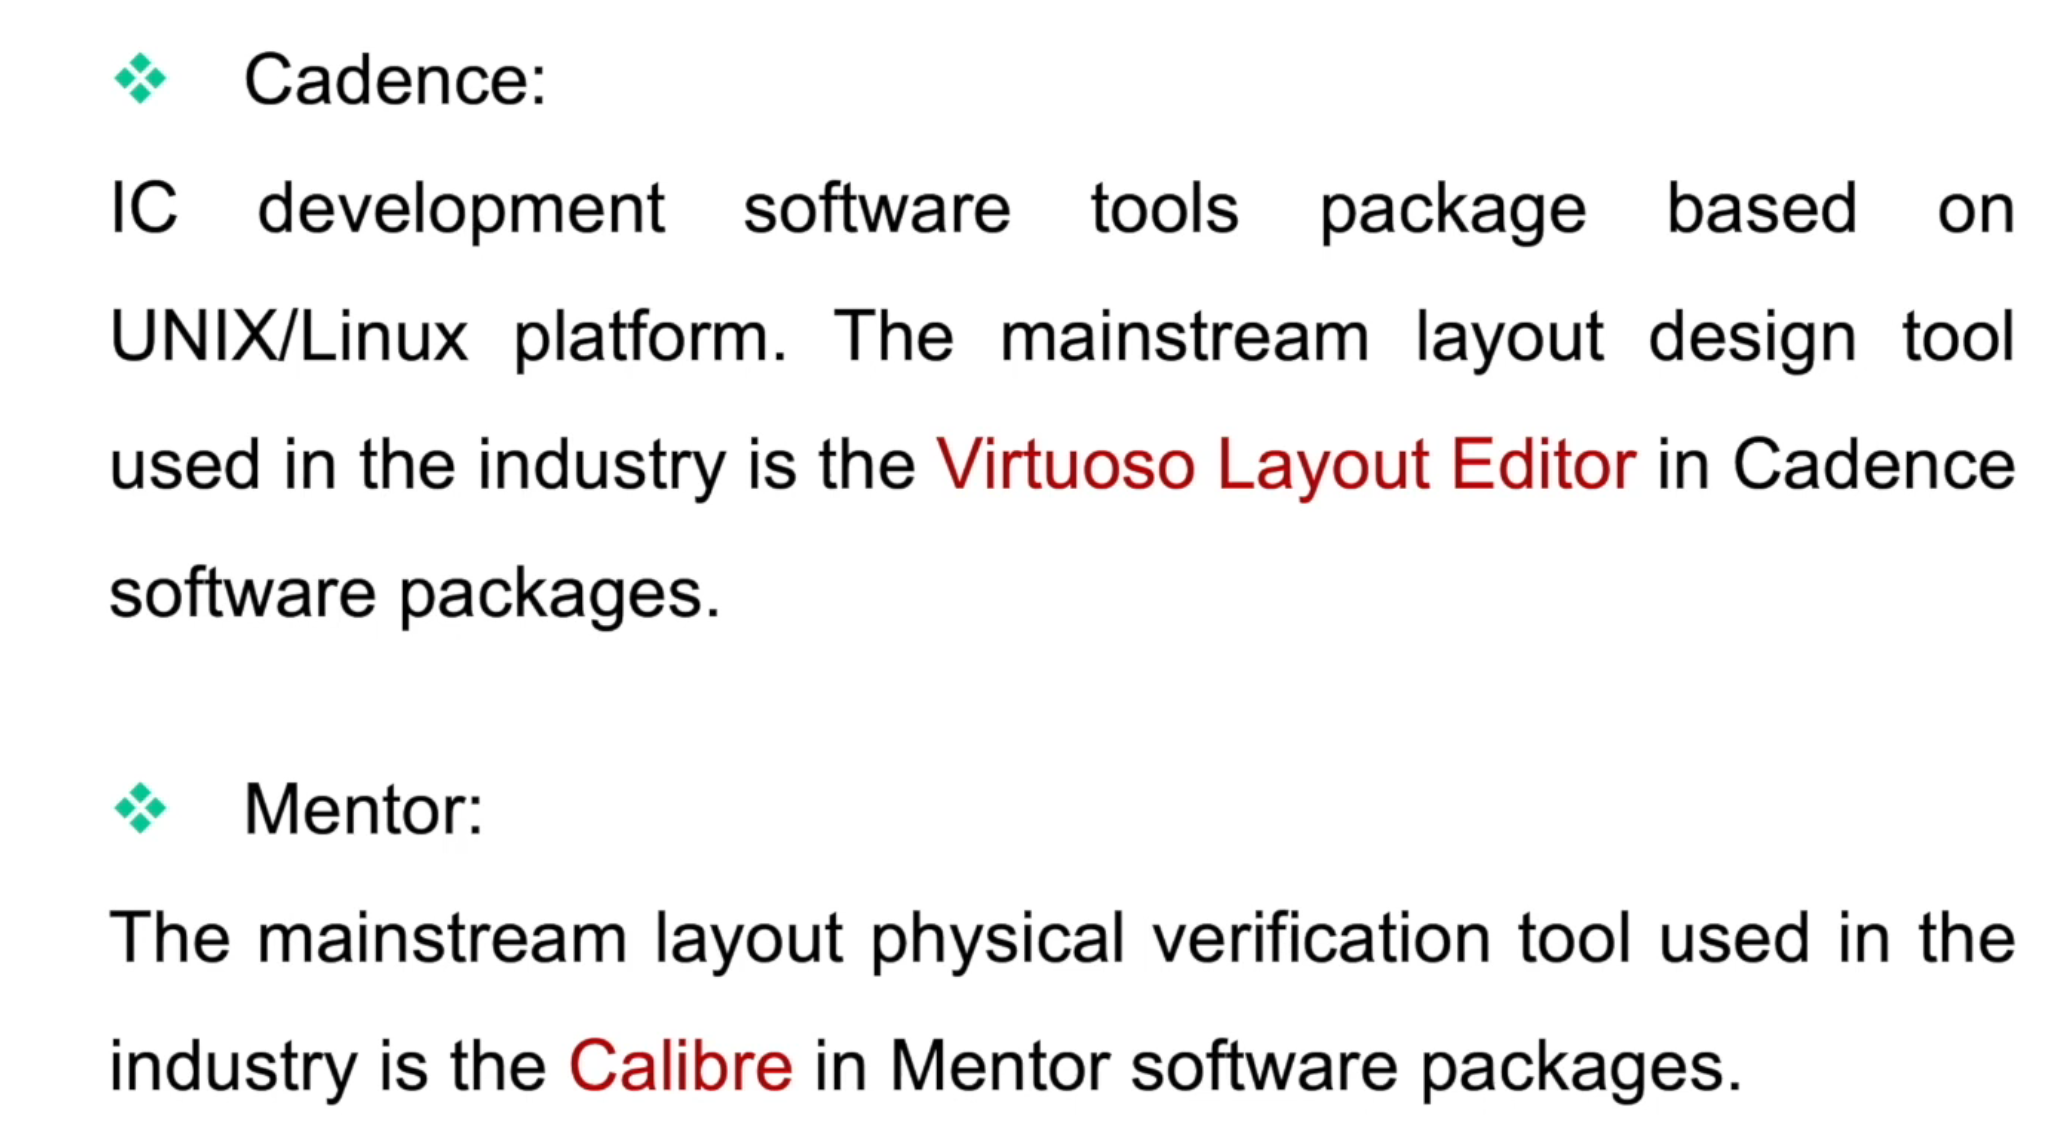 Cadence:
IC development software tools package based on
UNIX/Linux platform. The mainstream layout design tool
used in the industry is the Virtuoso Layout Editor in Cadence
software packages.
Mentor:
The mainstream layout physical verification tool used in the
industry is the Calibre in Mentor software packages.